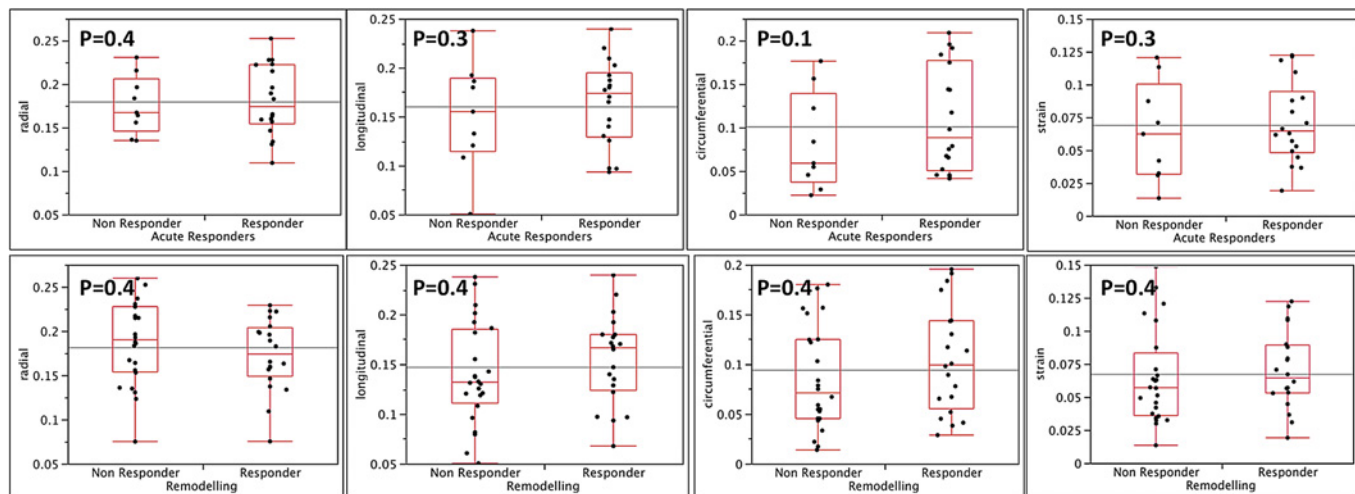 P=0.4
radial
0.25
0.2
0.15
0.1
0.05
Non Responder Responder
Acute Responders
P=0.3
longitudinal
0.25
0.20
0.15
0.10
0.05
Non Responder Responder
Acute Responders
P=0.1
circumferential
0.2
0.15
0.1
0.05
0
Non Responder Responder
Acute Responders
P=0.3
strain
0.15
0.125
0.1
0.075
0.05
0.025
0
Non Responder Responder
Acute Responders
P=0.4
radial
0.25
0.2
0.15
0.1
0.05
Non Responder Responder
Remodelling
P=0.4
longitudinal
0.25
0.20
0.15
0.10
0.05
Non Responder Responder
Remodelling
P=0.4
circumferential
0.2
0.15
0.1
0.05
0
Non Responder Responder
Remodelling
P=0.4
strain
0.15
0.125
0.1
0.075
0.05
0.025
0
Non Responder Responder
Remodelling